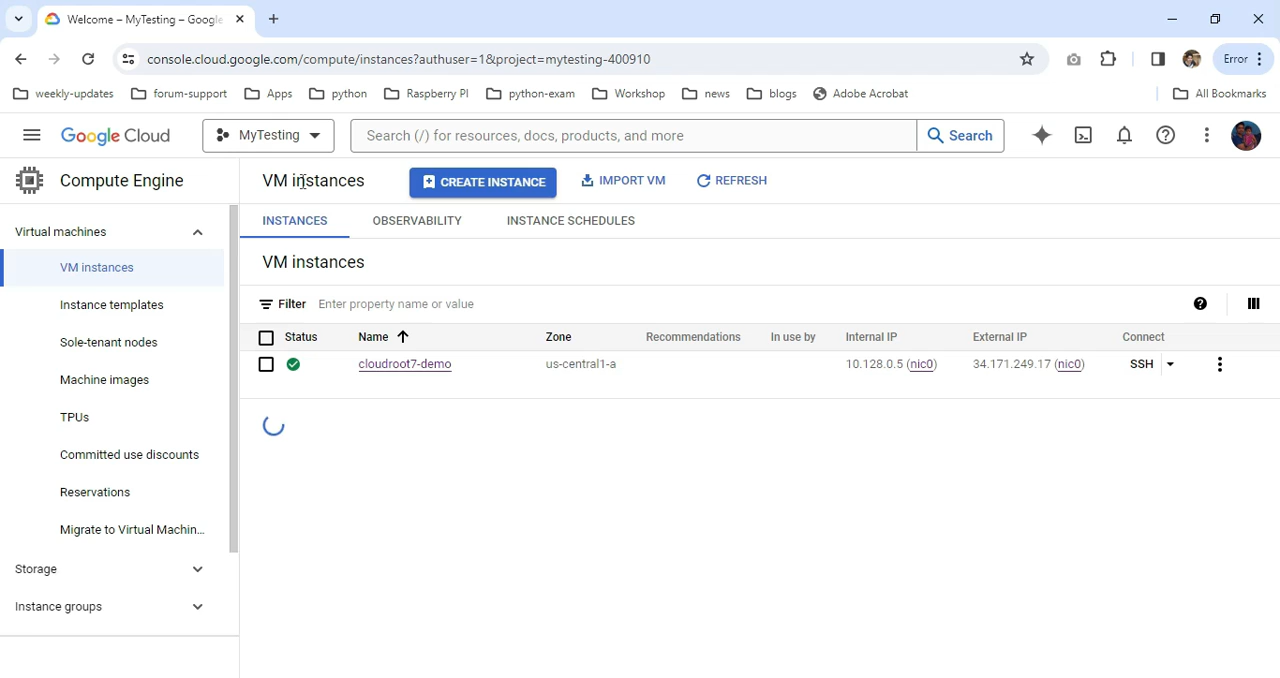 Welcome – MyTesting – Google
console.cloud.google.com/compute/instances?authuser=1&project=mytesting-400910
Error
weekly-updates
forum-support
Apps
python
Raspberry PI
python-exam
Workshop
news
blogs
Adobe Acrobat
All Bookmarks
Google Cloud
MyTesting
Search (/) for resources, docs, products, and more
Search
Compute Engine
VM instances
CREATE INSTANCE
IMPORT VM
REFRESH
Virtual machines
VM instances
Instance templates
Sole-tenant nodes
Machine images
TPUs
Committed use discounts
Reservations
Migrate to Virtual Machin...
Storage
Instance groups
INSTANCES
OBSERVABILITY
INSTANCE SCHEDULES
VM instances
Filter Enter property name or value
Status Name Zone Recommendations In use by Internal IP External IP Connect
cloudroot7-demo us-central1-a 10.128.0.5 (nic0) 34.171.249.17 (nic0) SSH